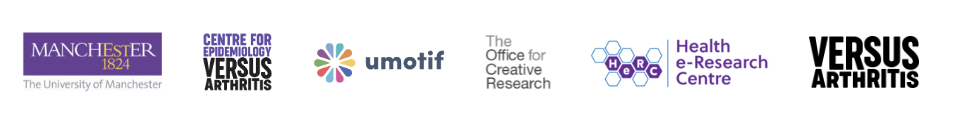 MANCHEStER
1824
The University of Manchester
CENTRE FOR
EPIDEMIOLOGY
VERSUS
ARTHRITIS
umotif
The
Office for
Creative
Research
HeRC
Health
e-Research
Centre
VERSUS
ARTHRITIS